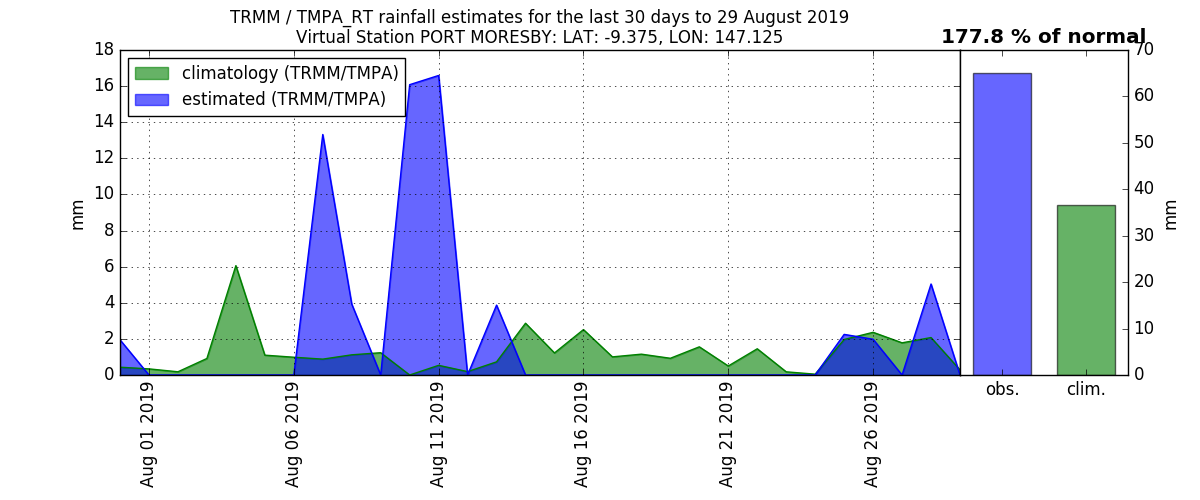 TRMM / TMPA_RT rainfall estimates for the last 30 days to 29 August 2019
Virtual Station PORT MORESBY: LAT: -9.375, LON: 147.125
177.8 % of normal
climatology (TRMM/TMPA)
estimated (TRMM/TMPA)
18
16
14
12
10
8
6
4
2
0
mm
Aug 01 2019
Aug 06 2019
Aug 11 2019
Aug 16 2019
Aug 21 2019
Aug 26 2019
70
60
50
40
30
20
10
0
mm
obs.
clim.